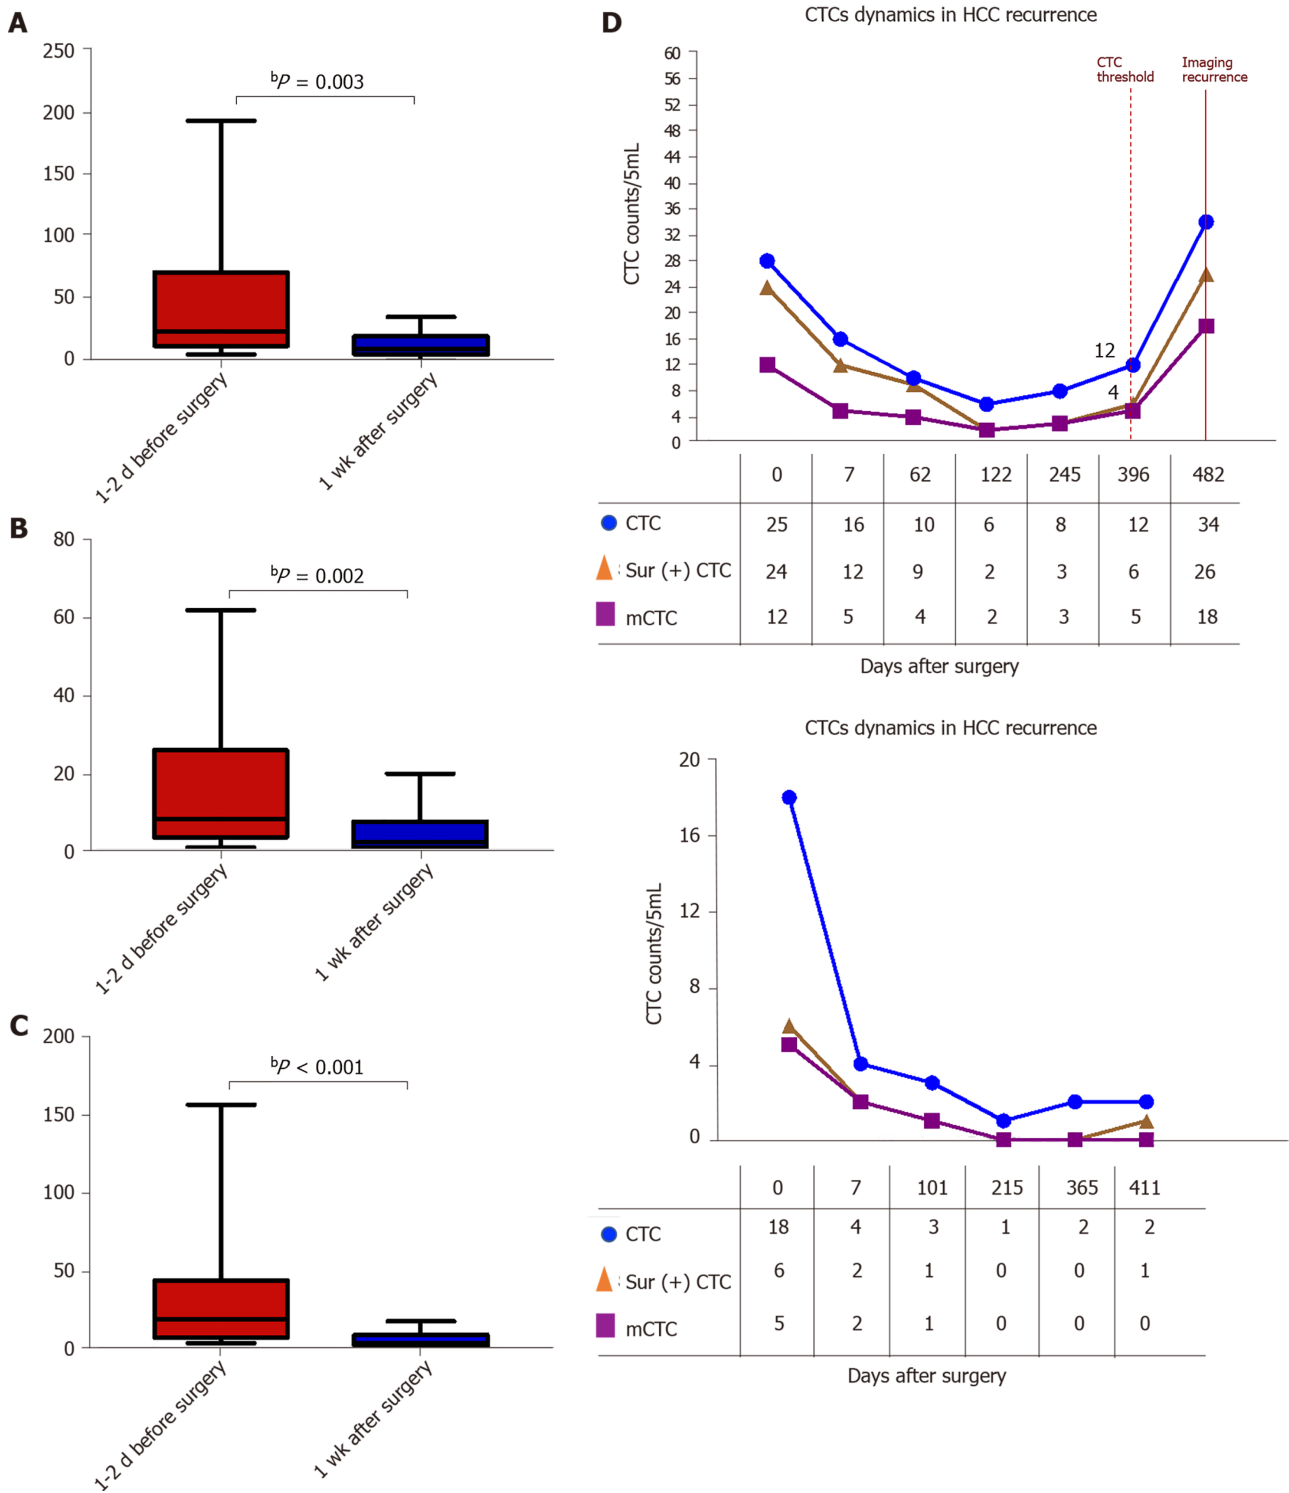 A
250
200
150
100
50
0
bP = 0.003
1-2 d before surgery
1 wk after surgery
B
80
60
40
20
0
bP = 0.002
1-2 d before surgery
1 wk after surgery
C
200
150
100
50
0
bP < 0.001
1-2 d before surgery
1 wk after surgery
D
CTCs dynamics in HCC recurrence
CTC counts/5mL
60
56
52
48
44
40
36
32
28
24
20
16
12
8
4
0
CTC
threshold
Imaging
recurrence
12
4
0 7 62 122 245 396 482
CTC 25 16 10 6 8 12 34
Sur (+) CTC 24 12 9 2 3 6 26
mCTC 12 5 4 2 3 5 18
Days after surgery
CTCs dynamics in HCC recurrence
CTC counts/5mL
20
16
12
8
4
0
0 7 101 215 365 411
CTC 18 4 3 1 2 2
Sur (+) CTC 6 2 1 0 0 1
mCTC 5 2 1 0 0 0
Days after surgery